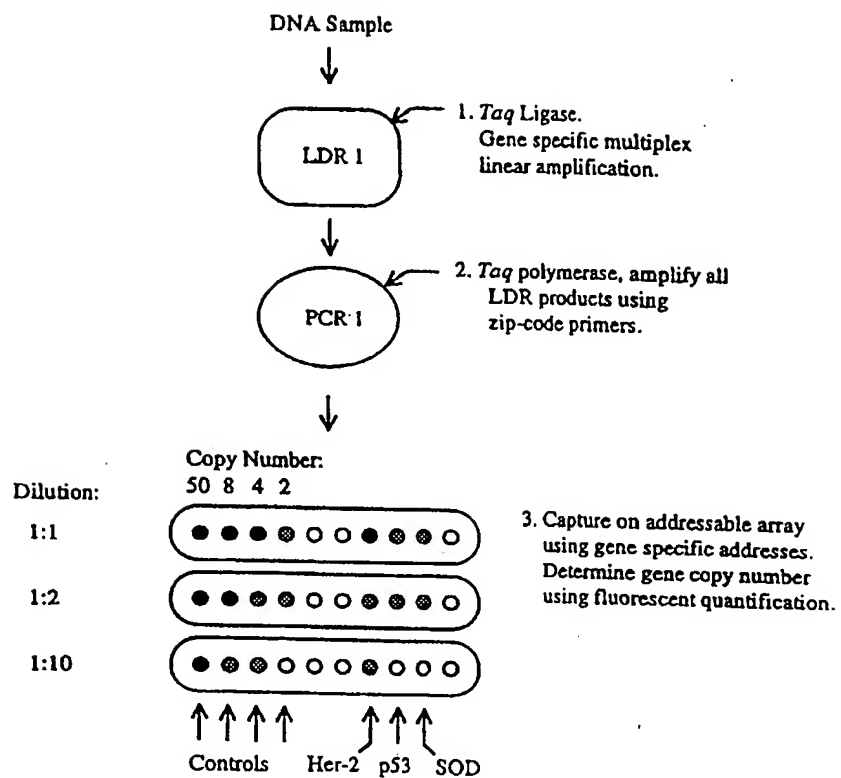 DNA Sample
LDR 1
1. Taq Ligase.
Gene specific multiplex
linear amplification.
PCR 1
2. Taq polymerase, amplify all
LDR products using
zip-code primers.
Copy Number:
50 8 4 2
Dilution:
1:1
1:2
1:10
3. Capture on addressable array
using gene specific addresses.
Determine gene copy number
using fluorescent quantification.
Controls Her-2 p53 SOD